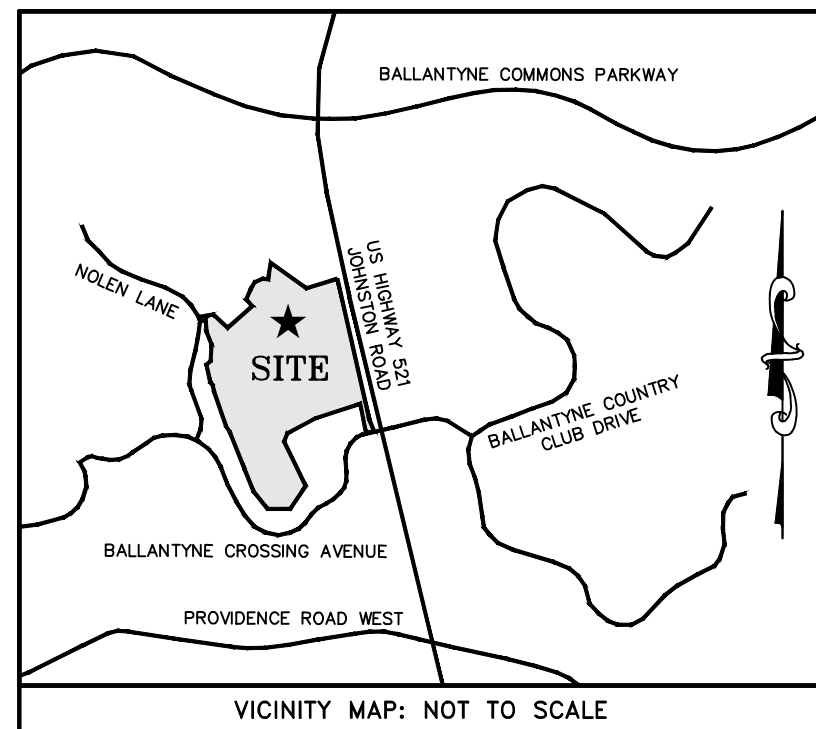 BALLANTYNE COMMONS PARKWAY
US HIGHWAY 521
JOHNSTON ROAD
NOLEN LANE
SITE
BALLANTYNE COUNTRY
CLUB DRIVE
BALLANTYNE CROSSING AVENUE
PROVIDENCE ROAD WEST
VICINITY MAP: NOT TO SCALE